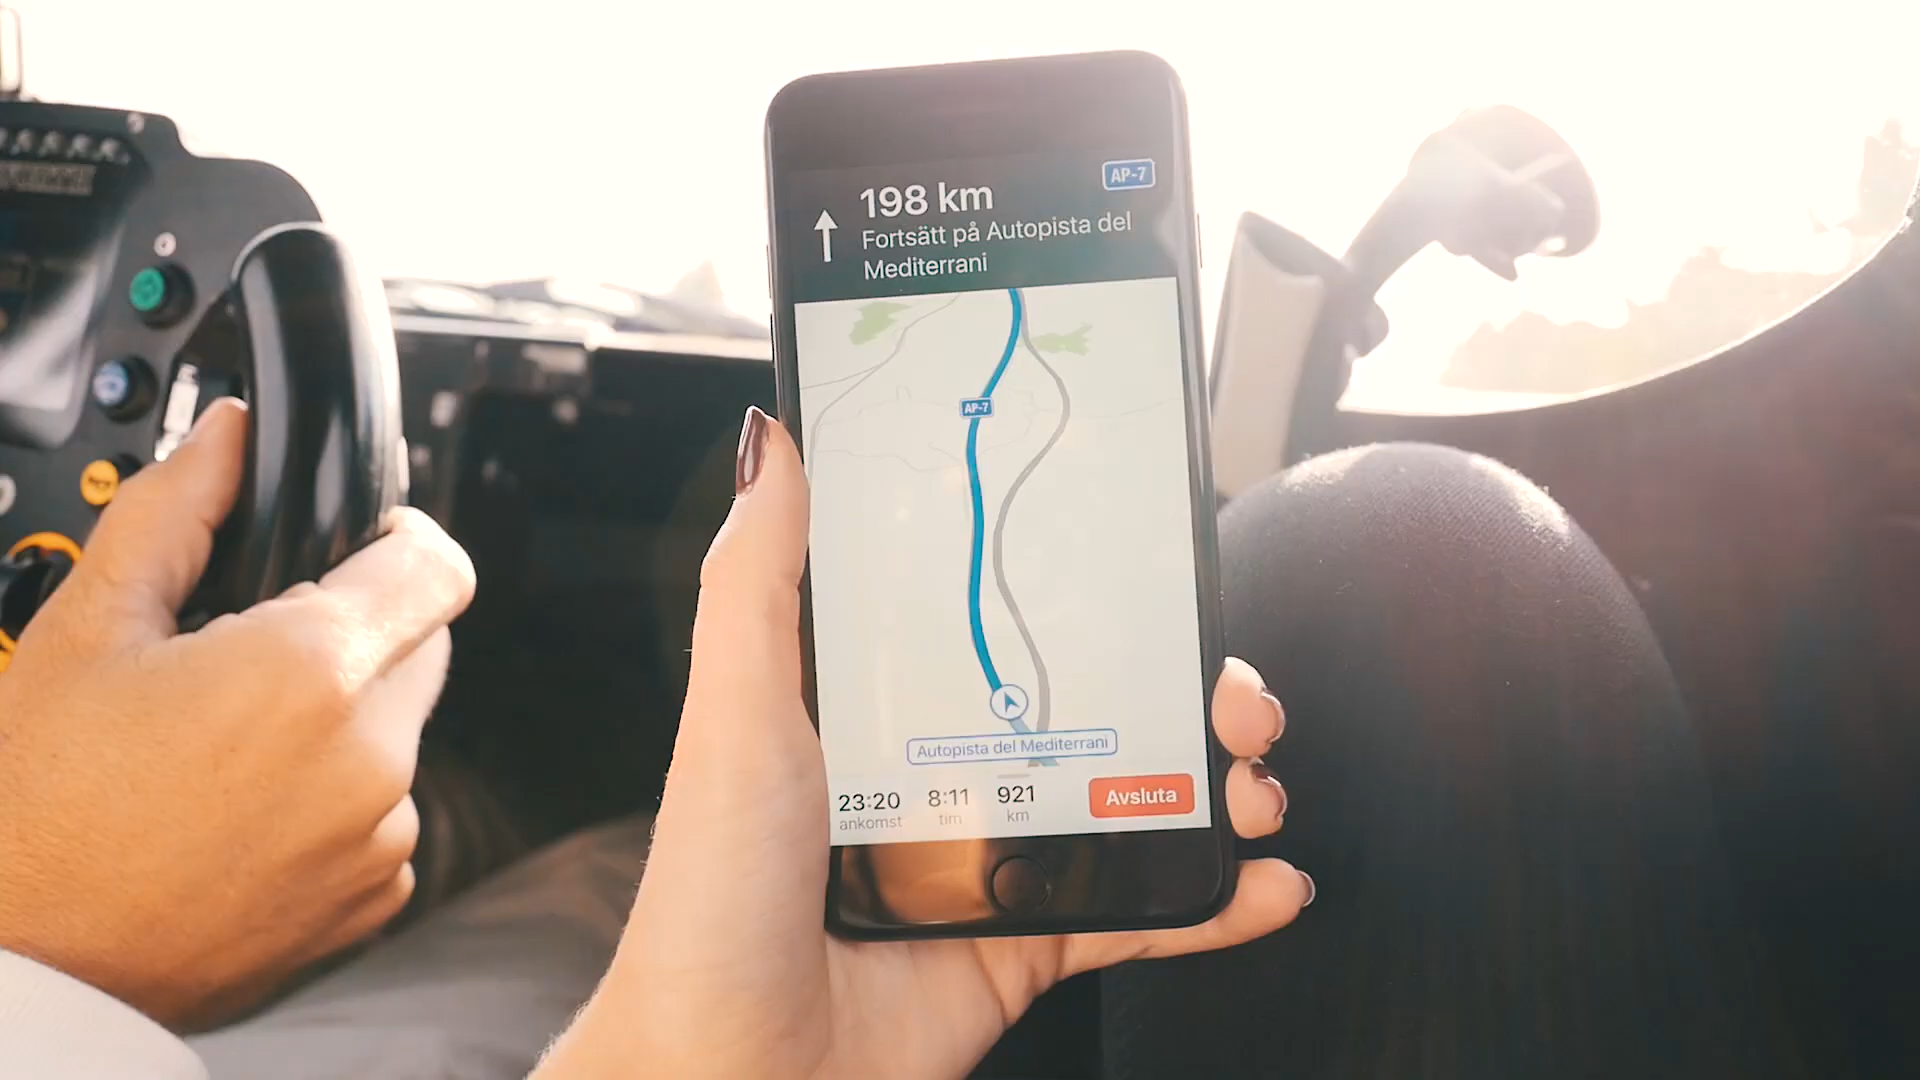 AP-7
198 km
Fortsätt på Autopista del
Mediterrani
AP-7
Autopista del Mediterrani
23:20 8:11 921
ankomst tim km
Avsluta